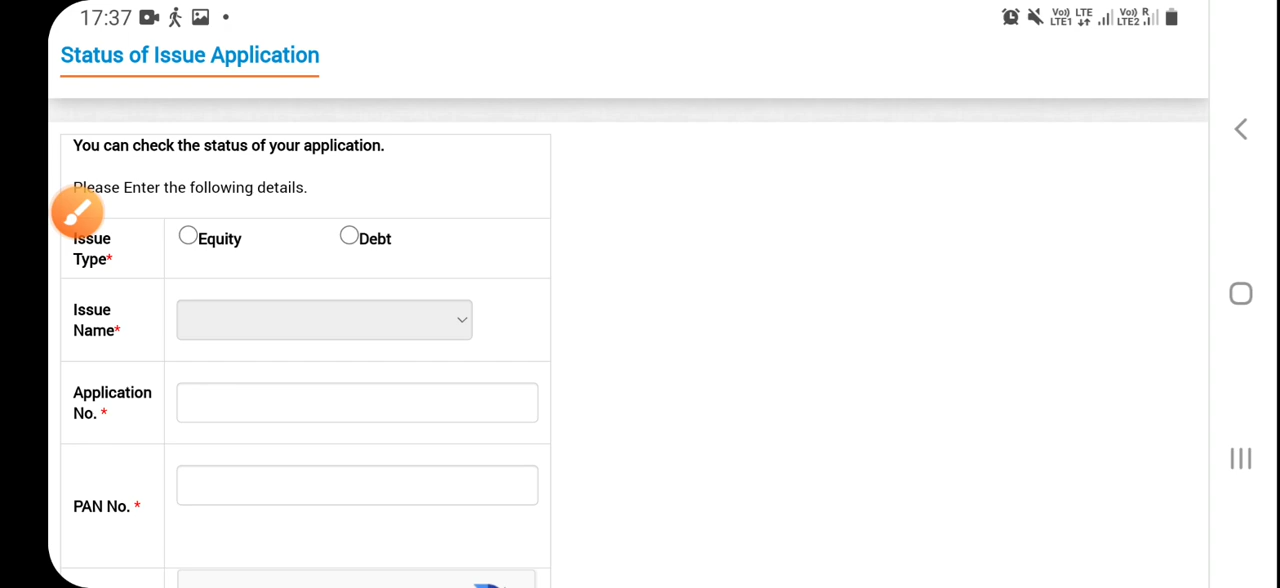 17:37
Vo)) LTE Vo)) R
LTE1 LTE2
Status of Issue Application
You can check the status of your application.
Please Enter the following details.
Issue
Type*
Equity Debt
Issue
Name*
Application
No. *
PAN No. *